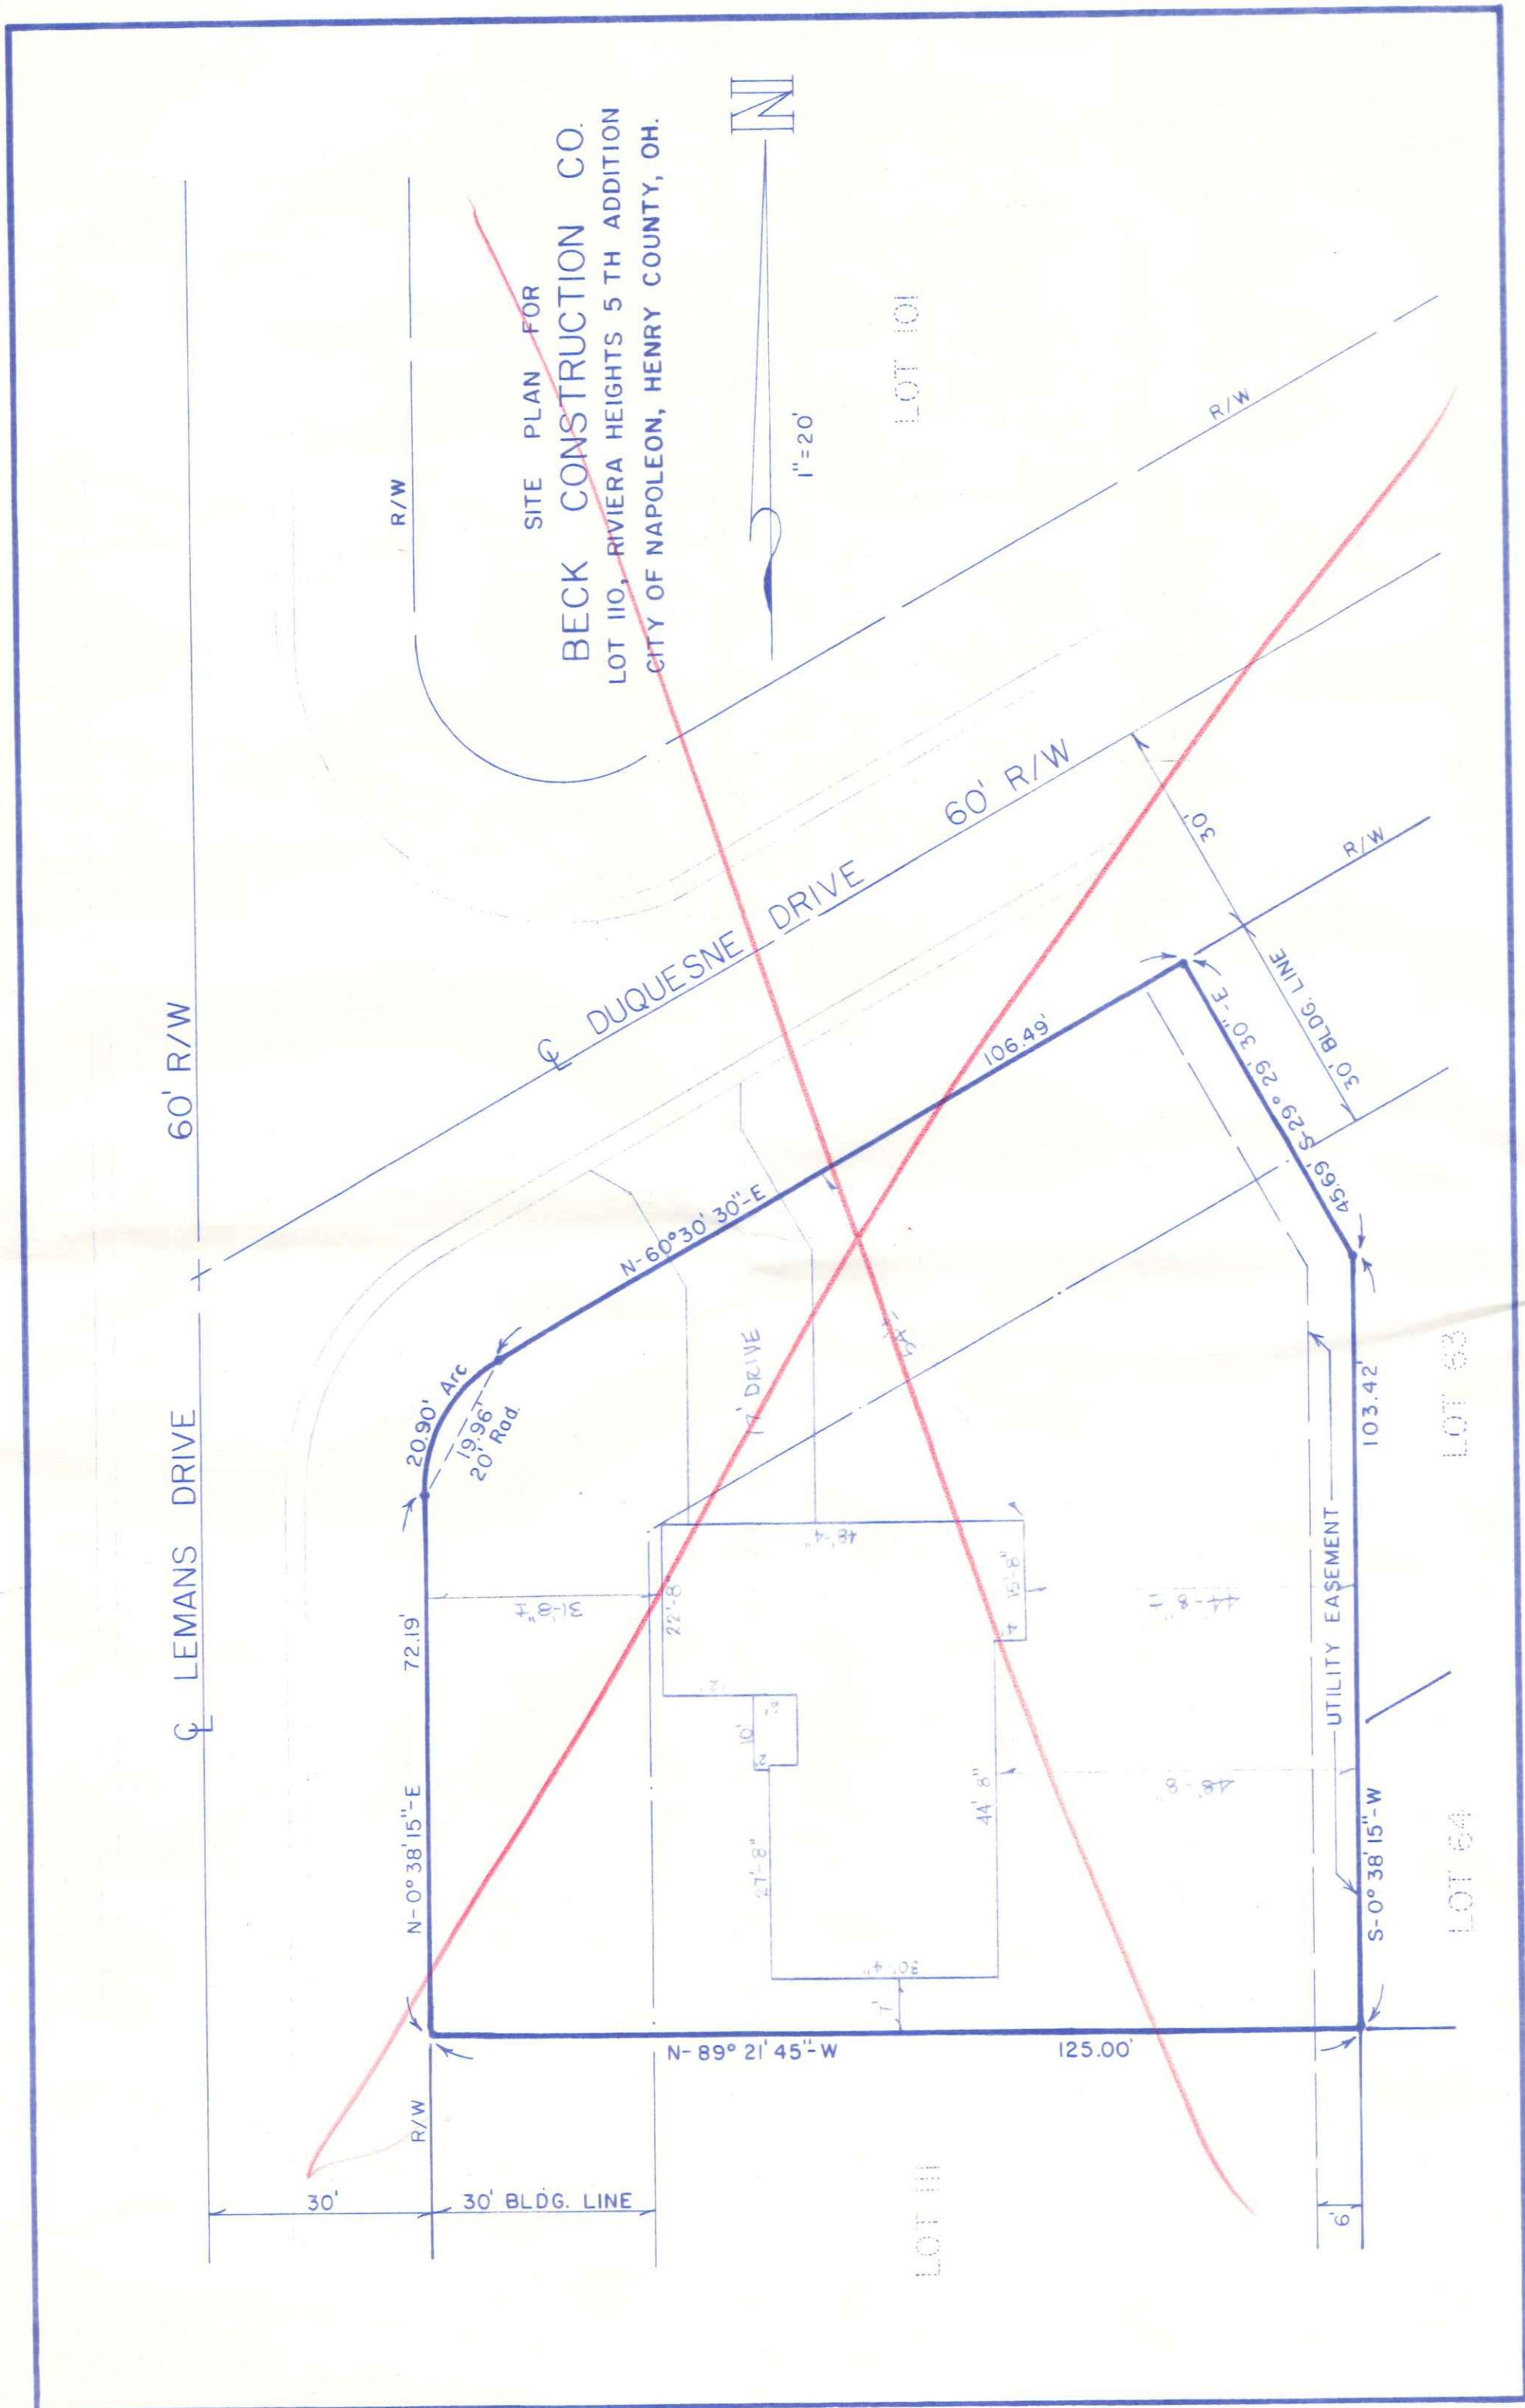 SITE PLAN FOR
BECK CONSTRUCTION CO.
LOT 110, RIVIERA HEIGHTS 5 TH ADDITION
CITY OF NAPOLEON, HENRY COUNTY, OH.
N
1"=20'
LOT 101
R/W
R/W
60' R/W
℄ LEMANS DRIVE
℄ DUQUESNE DRIVE 60' R/W
30'
R/W
30' BLDG. LINE
106.49'
N-60°30'30"-E
S-29°29'30"-E
45.69'
20.90' Arc
19.96'
20' Rad.
72.19'
N-0°38'15"-E
17' DRIVE
48'-4"
31'-8"±
22'-8"
15'-8"
4'
12'
10'
2'
27'-8"
44'8"
30'-4"
7'
44'-8"±
48'-8"
UTILITY EASEMENT
103.42'
S-0°38'15"-W
LOT 63
LOT 64
N-89°21'45"-W
125.00'
R/W
30'
30' BLDG. LINE
LOT 111
6'